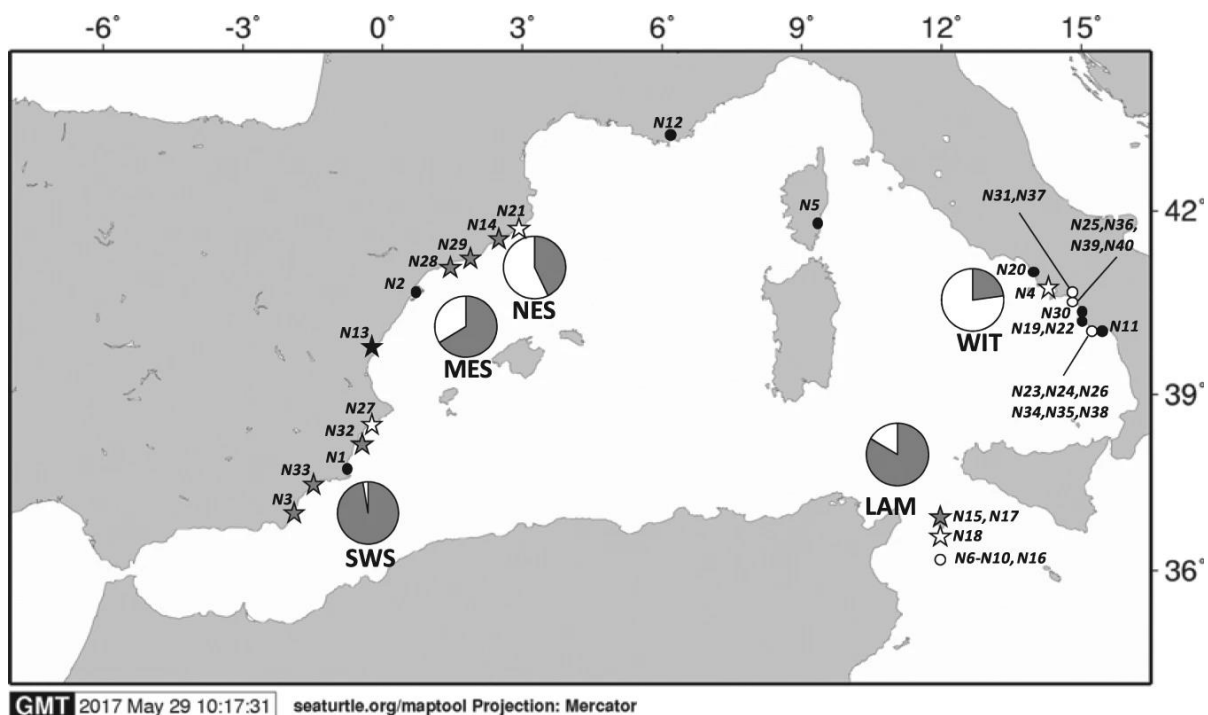 -6° -3° 0° 3° 6° 9° 12° 15°
N12
N5
N31,N37
N25,N36,
N39,N40
42°
N21
N14
N29
N28
N2
NES
N20
N4
N30
N19,N22
N11
WIT
N13
MES
N23,N24,N26
N34,N35,N38
39°
N27
N32
N1
N33
N3
SWS
LAM
N15,N17
N18
N6-N10,N16
36°
GMT 2017 May 29 10:17:31 seaturtle.org/maptool Projection: Mercator